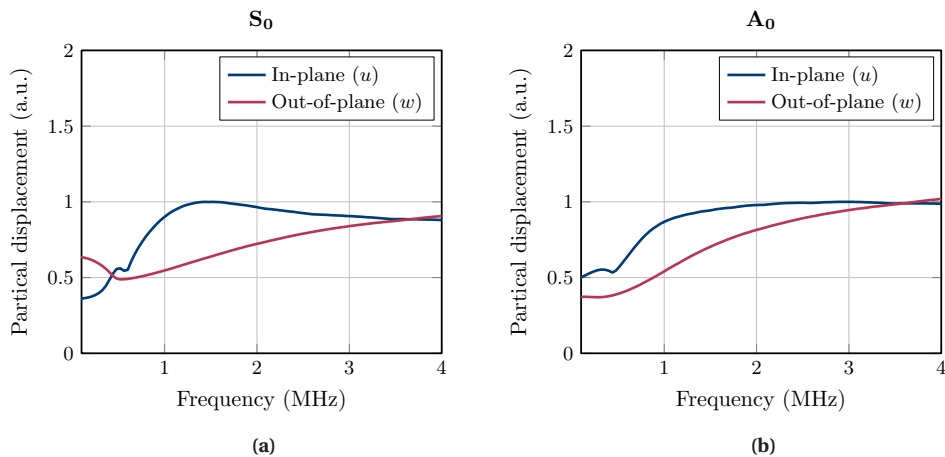 S₀
Partical displacement (a.u.)
2
1.5
1
0.5
0
In-plane (u)
Out-of-plane (w)
1 2 3 4
Frequency (MHz)
(a)
A₀
Partical displacement (a.u.)
2
1.5
1
0.5
0
In-plane (u)
Out-of-plane (w)
1 2 3 4
Frequency (MHz)
(b)